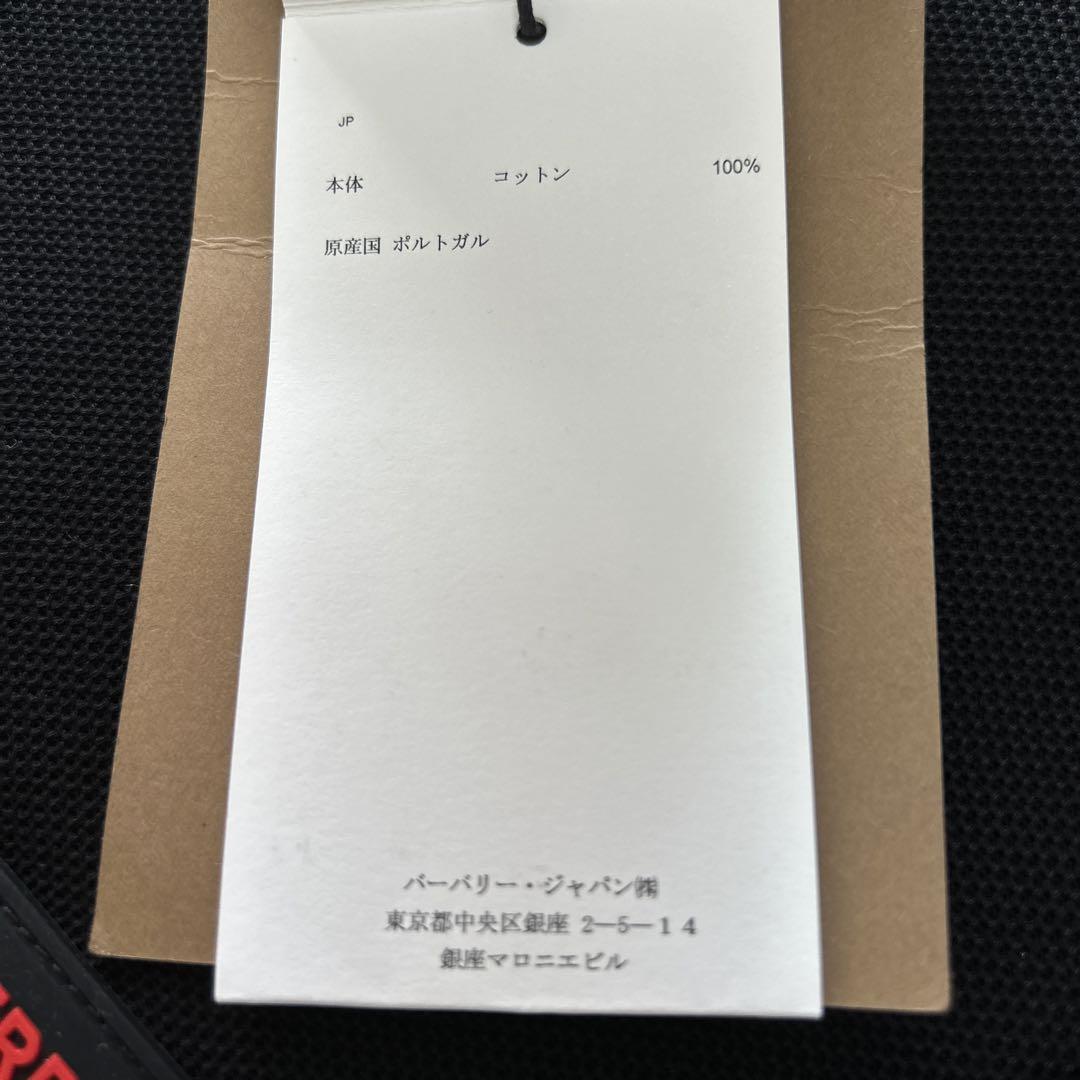 JP
本体 コットン 100%
原産国 ポルトガル
バーバリー・ジャパン㈱
東京都中央区銀座 2―5―14
銀座マロニエビル